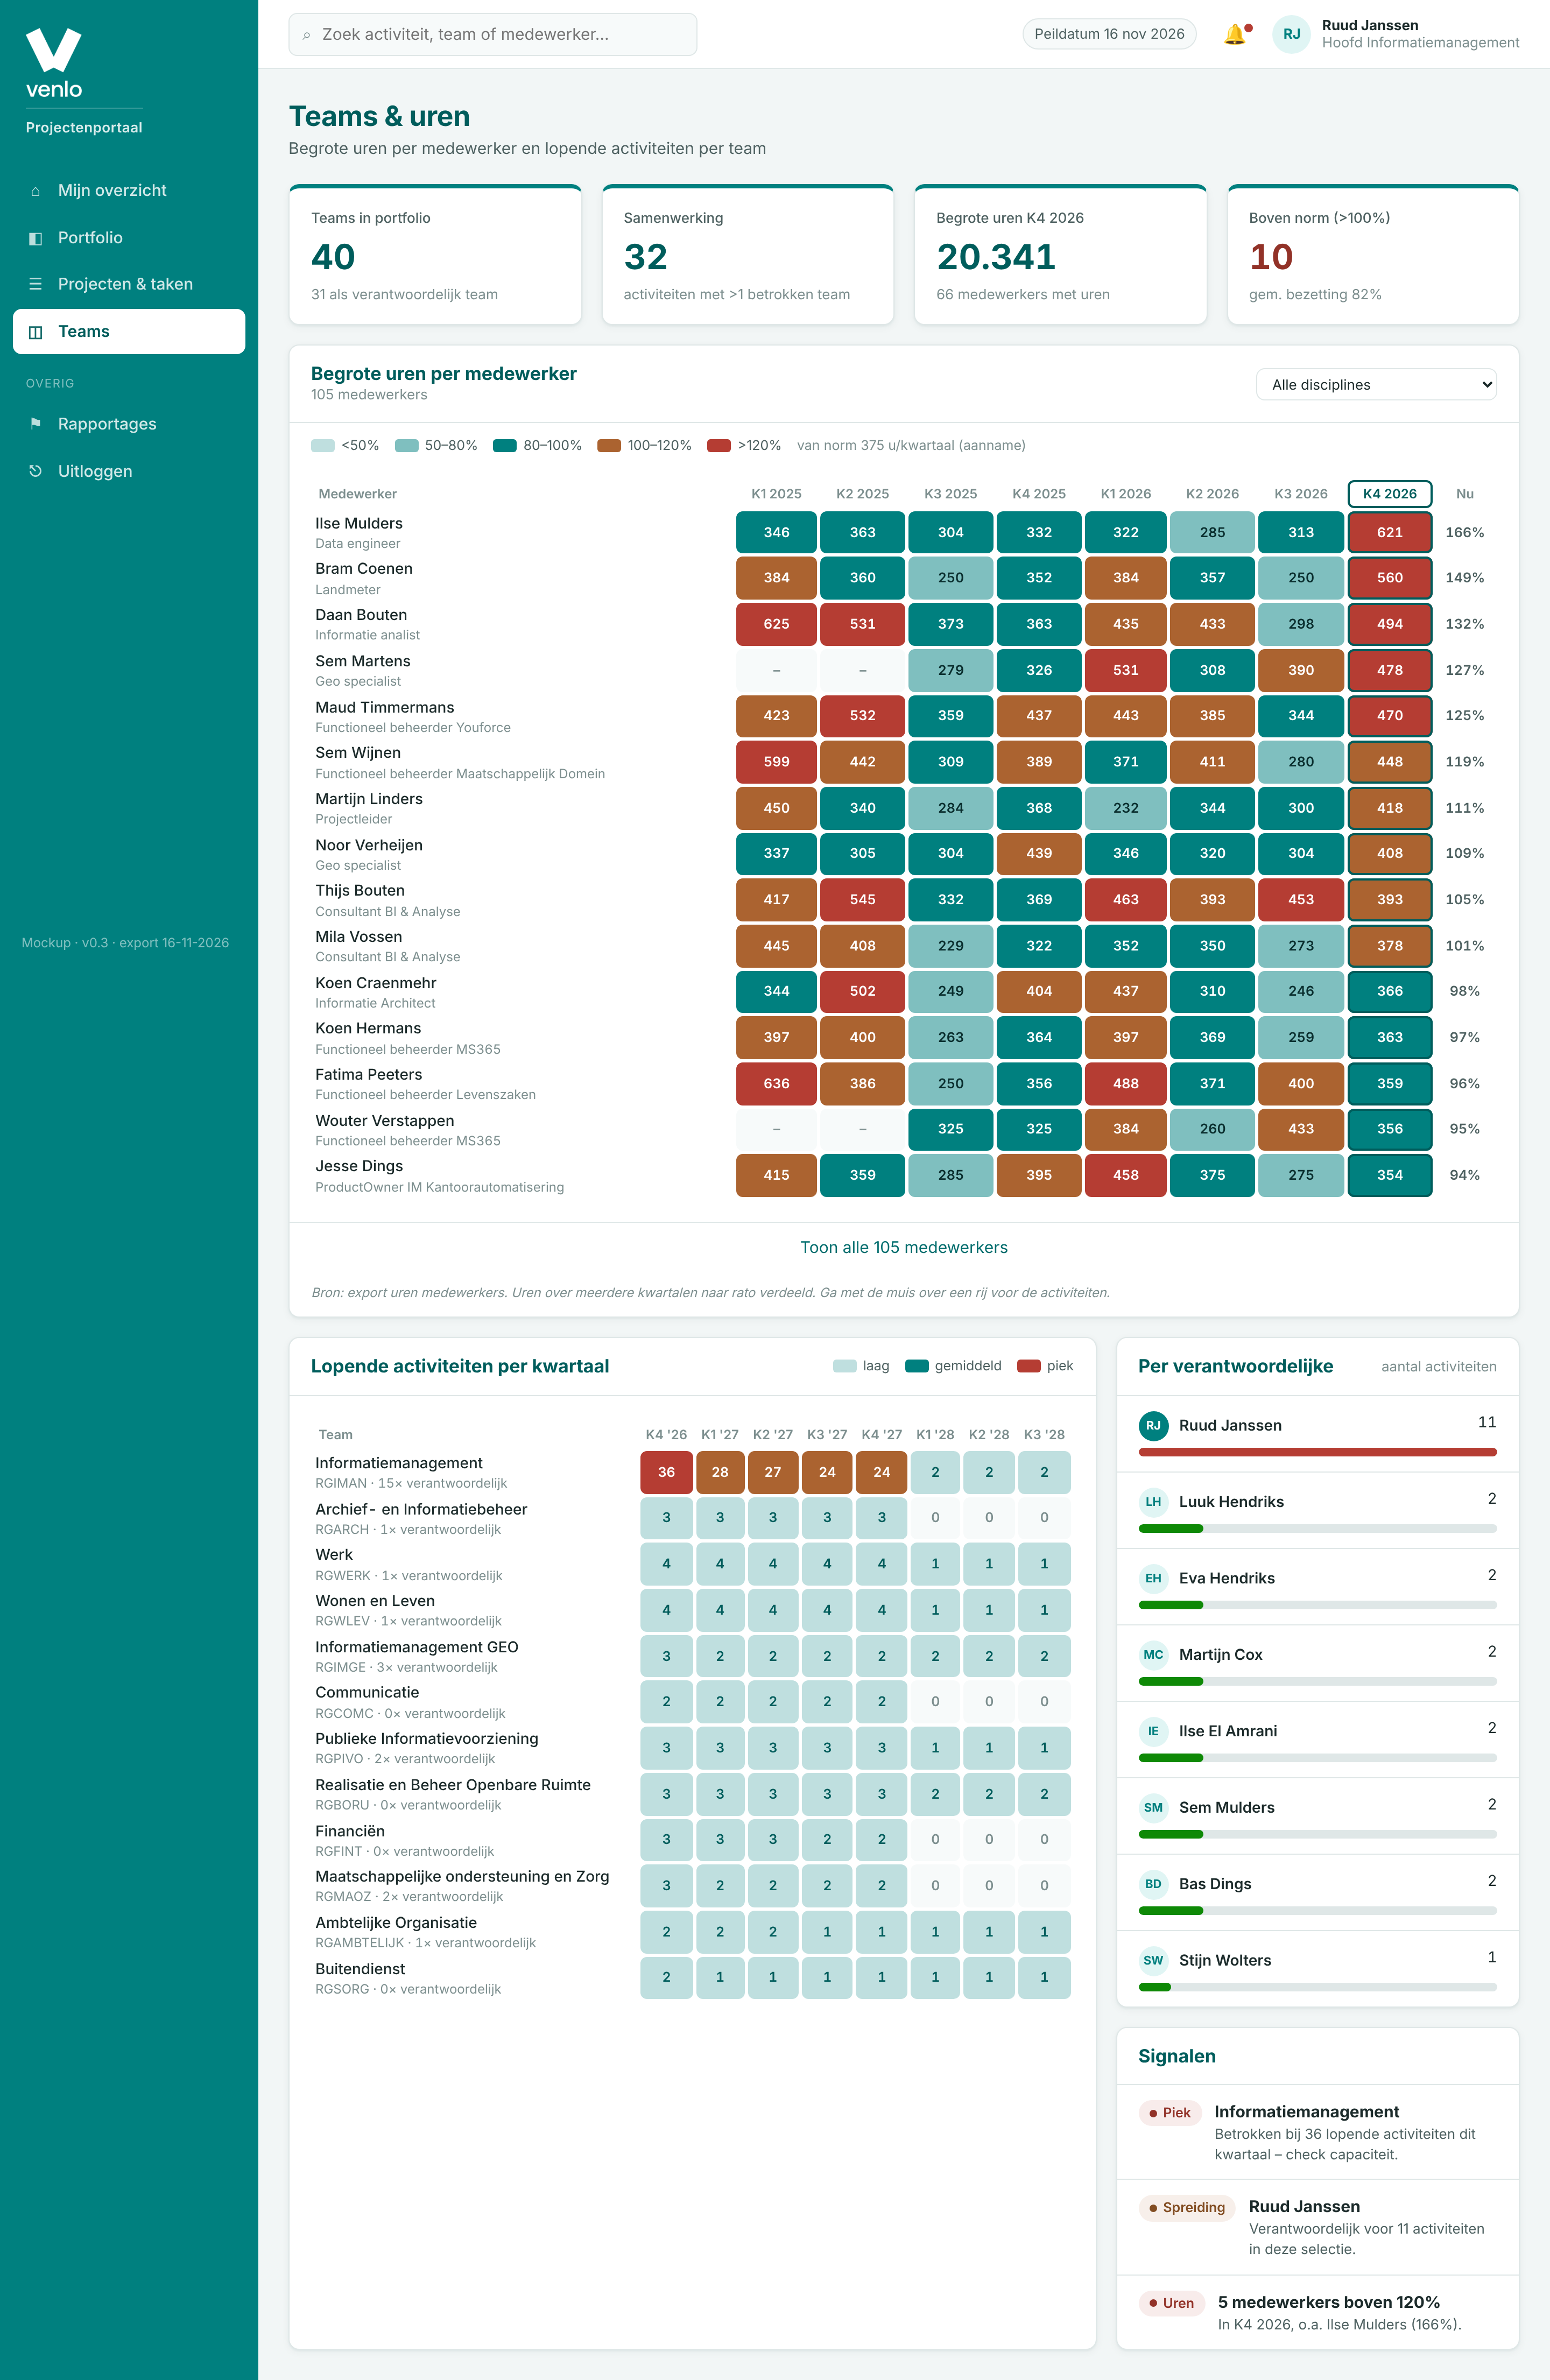 venlo
Projectenportaal
Mijn overzicht
Portfolio
Projecten & taken
Teams
OVERIG
Rapportages
Uitloggen
Mockup · v0.3 · export 16-11-2026
Zoek activiteit, team of medewerker...
Peildatum 16 nov 2026
RJ
Ruud Janssen
Hoofd Informatiemanagement
Teams & uren
Begrote uren per medewerker en lopende activiteiten per team
Teams in portfolio
40
31 als verantwoordelijk team
Samenwerking
32
activiteiten met >1 betrokken team
Begrote uren K4 2026
20.341
66 medewerkers met uren
Boven norm (>100%)
10
gem. bezetting 82%
Begrote uren per medewerker
105 medewerkers
Alle disciplines
<50% 50–80% 80–100% 100–120% >120% van norm 375 u/kwartaal (aanname)
Medewerker K1 2025 K2 2025 K3 2025 K4 2025 K1 2026 K2 2026 K3 2026 K4 2026 Nu
Ilse Mulders
Data engineer
346 363 304 332 322 285 313 621 166%
Bram Coenen
Landmeter
384 360 250 352 384 357 250 560 149%
Daan Bouten
Informatie analist
625 531 373 363 435 433 298 494 132%
Sem Martens
Geo specialist
– – 279 326 531 308 390 478 127%
Maud Timmermans
Functioneel beheerder Youforce
423 532 359 437 443 385 344 470 125%
Sem Wijnen
Functioneel beheerder Maatschappelijk Domein
599 442 309 389 371 411 280 448 119%
Martijn Linders
Projectleider
450 340 284 368 232 344 300 418 111%
Noor Verheijen
Geo specialist
337 305 304 439 346 320 304 408 109%
Thijs Bouten
Consultant BI & Analyse
417 545 332 369 463 393 453 393 105%
Mila Vossen
Consultant BI & Analyse
445 408 229 322 352 350 273 378 101%
Koen Craenmehr
Informatie Architect
344 502 249 404 437 310 246 366 98%
Koen Hermans
Functioneel beheerder MS365
397 400 263 364 397 369 259 363 97%
Fatima Peeters
Functioneel beheerder Levenszaken
636 386 250 356 488 371 400 359 96%
Wouter Verstappen
Functioneel beheerder MS365
– – 325 325 384 260 433 356 95%
Jesse Dings
ProductOwner IM Kantoorautomatisering
415 359 285 395 458 375 275 354 94%
Toon alle 105 medewerkers
Bron: export uren medewerkers. Uren over meerdere kwartalen naar rato verdeeld. Ga met de muis over een rij voor de activiteiten.
Lopende activiteiten per kwartaal
laag gemiddeld piek
Team K4 '26 K1 '27 K2 '27 K3 '27 K4 '27 K1 '28 K2 '28 K3 '28
Informatiemanagement
RGIMAN · 15× verantwoordelijk
36 28 27 24 24 2 2 2
Archief- en Informatiebeheer
RGARCH · 1× verantwoordelijk
3 3 3 3 3 0 0 0
Werk
RGWERK · 1× verantwoordelijk
4 4 4 4 4 1 1 1
Wonen en Leven
RGWLEV · 1× verantwoordelijk
4 4 4 4 4 1 1 1
Informatiemanagement GEO
RGIMGE · 3× verantwoordelijk
3 2 2 2 2 2 2 2
Communicatie
RGCOMC · 0× verantwoordelijk
2 2 2 2 2 0 0 0
Publieke Informatievoorziening
RGPIVO · 2× verantwoordelijk
3 3 3 3 3 1 1 1
Realisatie en Beheer Openbare Ruimte
RGBORU · 0× verantwoordelijk
3 3 3 3 3 2 2 2
Financiën
RGFINT · 0× verantwoordelijk
3 3 3 2 2 0 0 0
Maatschappelijke ondersteuning en Zorg
RGMAOZ · 2× verantwoordelijk
3 2 2 2 2 0 0 0
Ambtelijke Organisatie
RGAMBTELIJK · 1× verantwoordelijk
2 2 2 1 1 1 1 1
Buitendienst
RGSORG · 0× verantwoordelijk
2 1 1 1 1 1 1 1
Per verantwoordelijke
aantal activiteiten
RJ Ruud Janssen 11
LH Luuk Hendriks 2
EH Eva Hendriks 2
MC Martijn Cox 2
IE Ilse El Amrani 2
SM Sem Mulders 2
BD Bas Dings 2
SW Stijn Wolters 1
Signalen
Piek
Informatiemanagement
Betrokken bij 36 lopende activiteiten dit
kwartaal – check capaciteit.
Spreiding
Ruud Janssen
Verantwoordelijk voor 11 activiteiten
in deze selectie.
Uren
5 medewerkers boven 120%
In K4 2026, o.a. Ilse Mulders (166%).